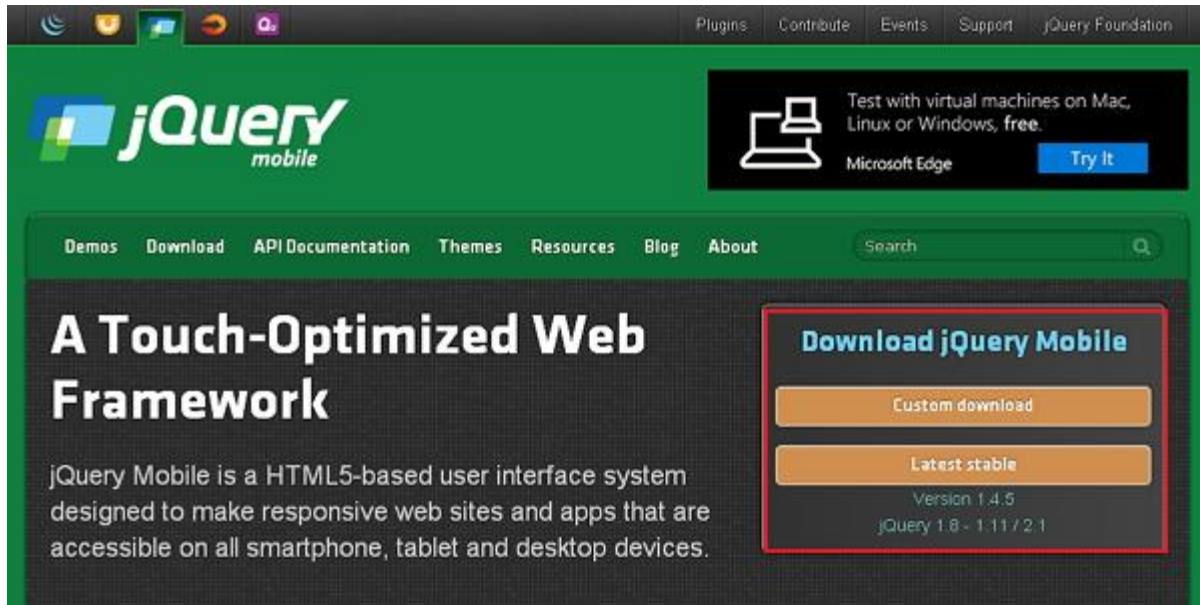 Plugins Contribute Events Support jQuery Foundation
jQuery
mobile
Test with virtual machines on Mac,
Linux or Windows, free.
Microsoft Edge
Try It
Demos Download API Documentation Themes Resources Blog About
Search
A Touch-Optimized Web
Framework
jQuery Mobile is a HTML5-based user interface system
designed to make responsive web sites and apps that are
accessible on all smartphone, tablet and desktop devices.
Download jQuery Mobile
Custom download
Latest stable
Version 1.4.5
jQuery 1.8 - 1.11 / 2.1